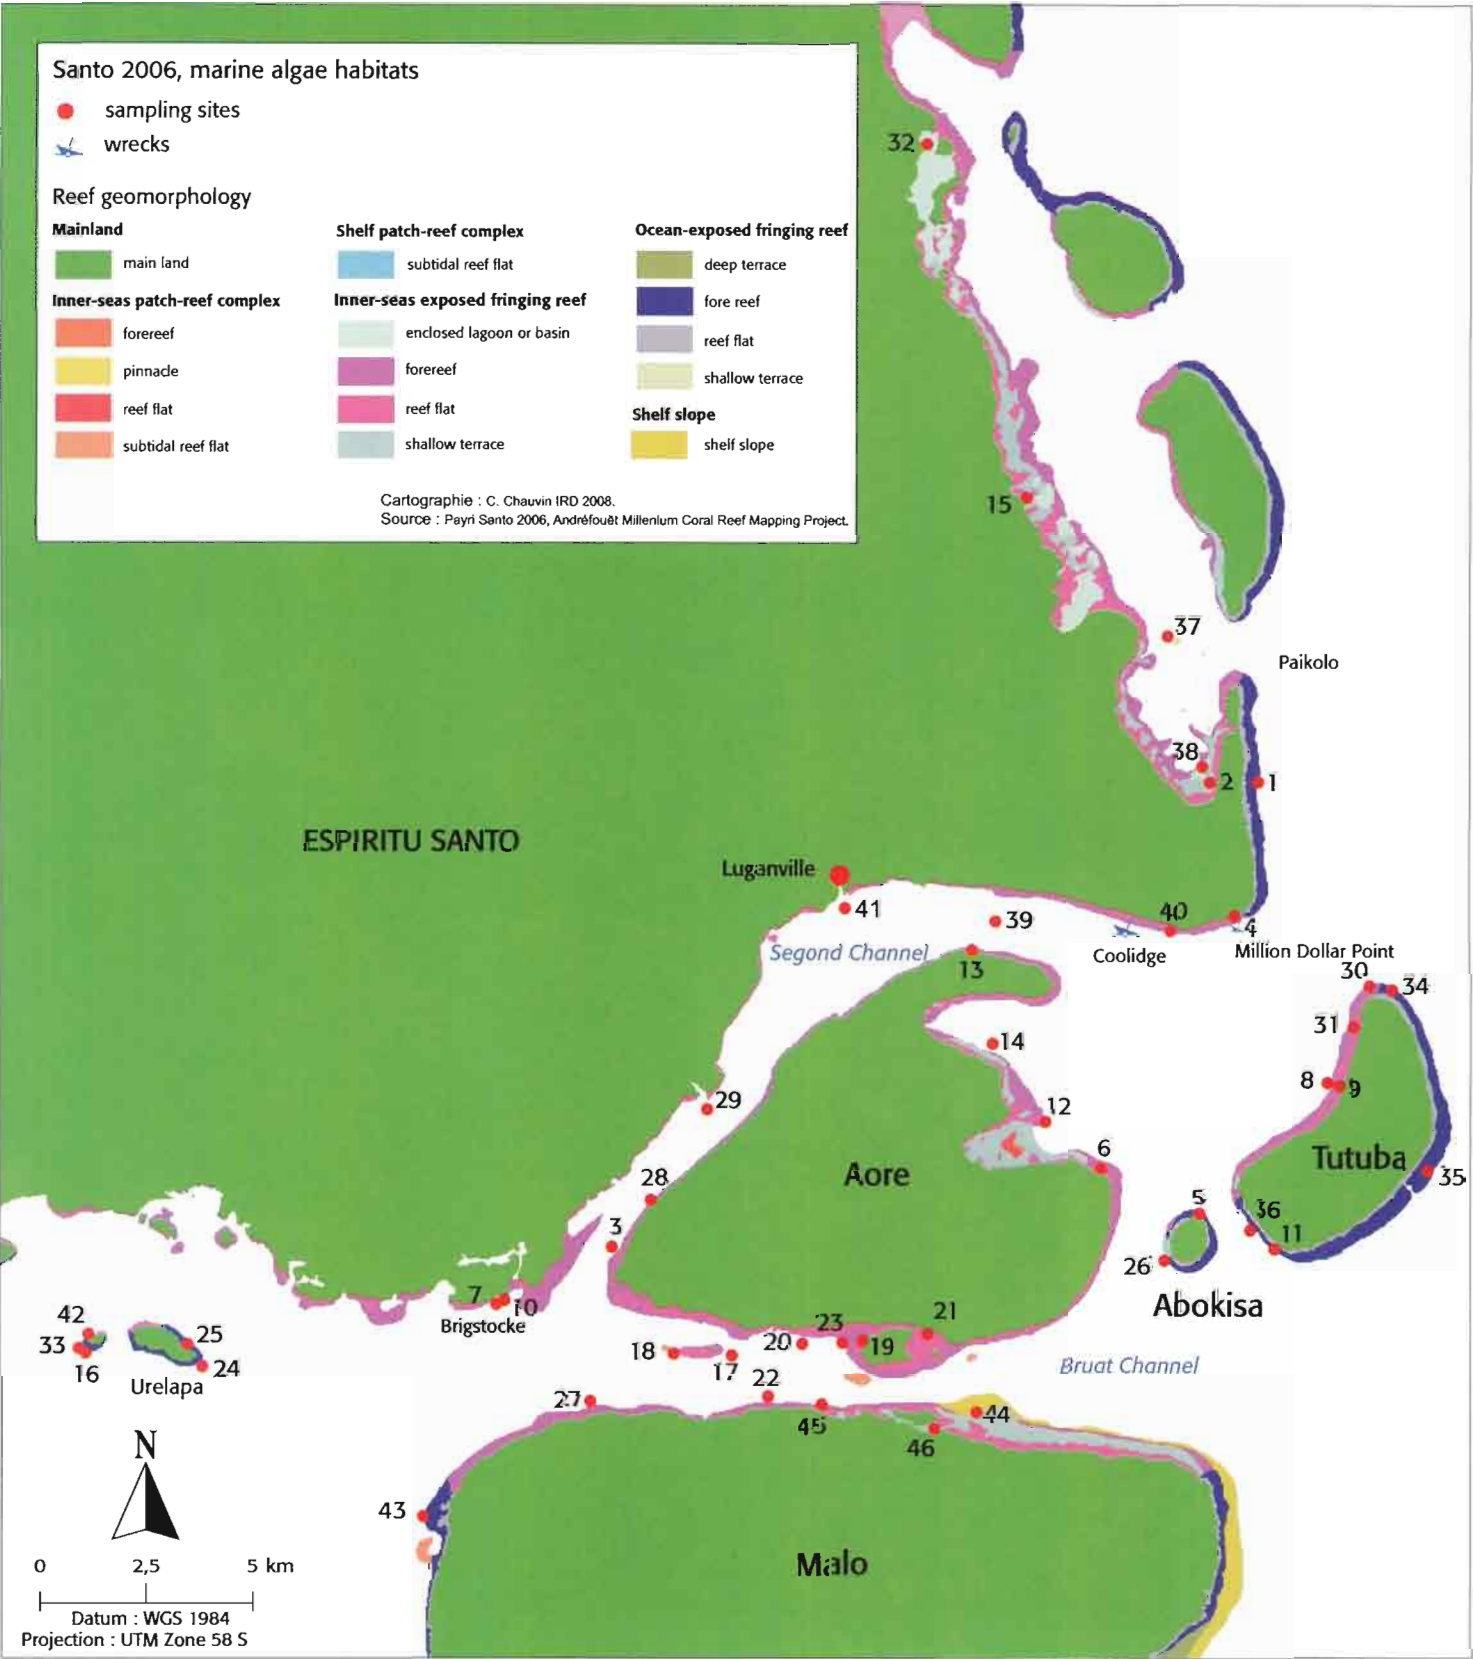 Santo 2006, marine algae habitats
sampling sites
wrecks
Reef geomorphology
Mainland
main land
Inner-seas patch-reef complex
forereef
pinnacle
reef flat
subtidal reef flat
Shelf patch-reef complex
subtidal reef flat
Inner-seas exposed fringing reef
enclosed lagoon or basin
forereef
reef flat
shallow terrace
Ocean-exposed fringing reef
deep terrace
fore reef
reef flat
shallow terrace
Shelf slope
shelf slope
Cartographie : C. Chauvin IRD 2008.
Source : Payri Santo 2006, Andréfouët Millenium Coral Reef Mapping Project.
32
15
37
Paikolo
38
2
1
ESPIRITU SANTO
Luganville
41
39
40
4
Segond Channel
13
Coolidge
Million Dollar Point
30
34
31
14
8
9
29
12
6
Aore
Tutuba
35
28
5
36
3
11
26
7
10
Abokisa
Brigstocke
42
33
16
25
24
Urelapa
18
17
20
23
19
21
Bruat Channel
22
27
45
44
46
N
43
Malo
0 2,5 5 km
Datum : WGS 1984
Projection : UTM Zone 58 S